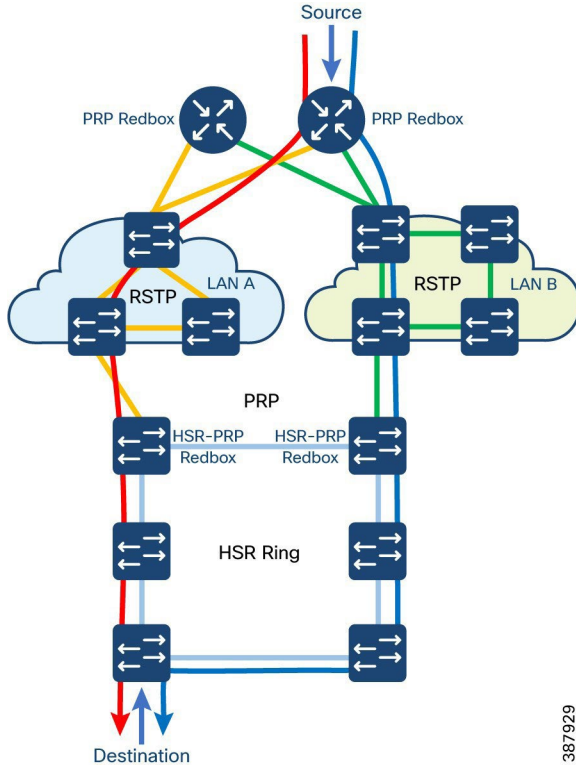 Source
PRP Redbox
PRP Redbox
RSTP
LAN A
RSTP
LAN B
PRP
HSR-PRP
Redbox
HSR-PRP
Redbox
HSR Ring
Destination
387929